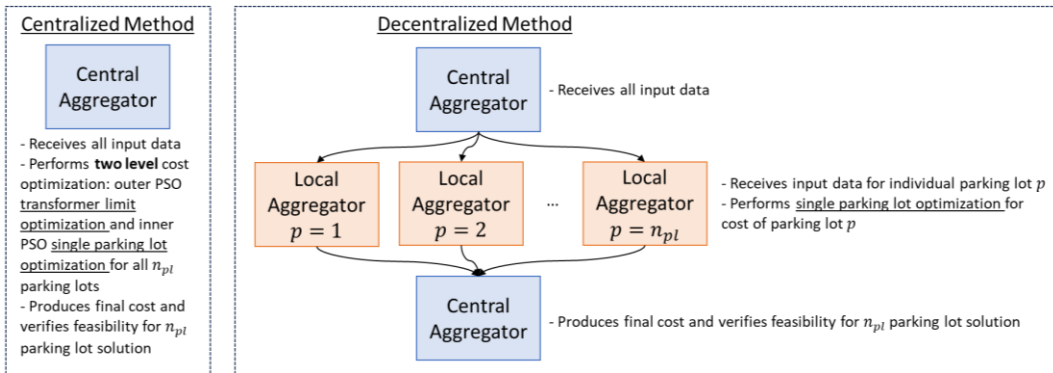 Centralized Method
Central
Aggregator
- Receives all input data
- Performs two level cost
optimization: outer PSO
transformer limit
optimization and inner
PSO single parking lot
optimization for all n_pl
parking lots
- Produces final cost and
verifies feasibility for n_pl
parking lot solution
Decentralized Method
Central
Aggregator
- Receives all input data
Local
Aggregator
p = 1
Local
Aggregator
p = 2
...
Local
Aggregator
p = n_pl
- Receives input data for individual parking lot p
- Performs single parking lot optimization for
cost of parking lot p
Central
Aggregator
- Produces final cost and verifies feasibility for n_pl parking lot solution